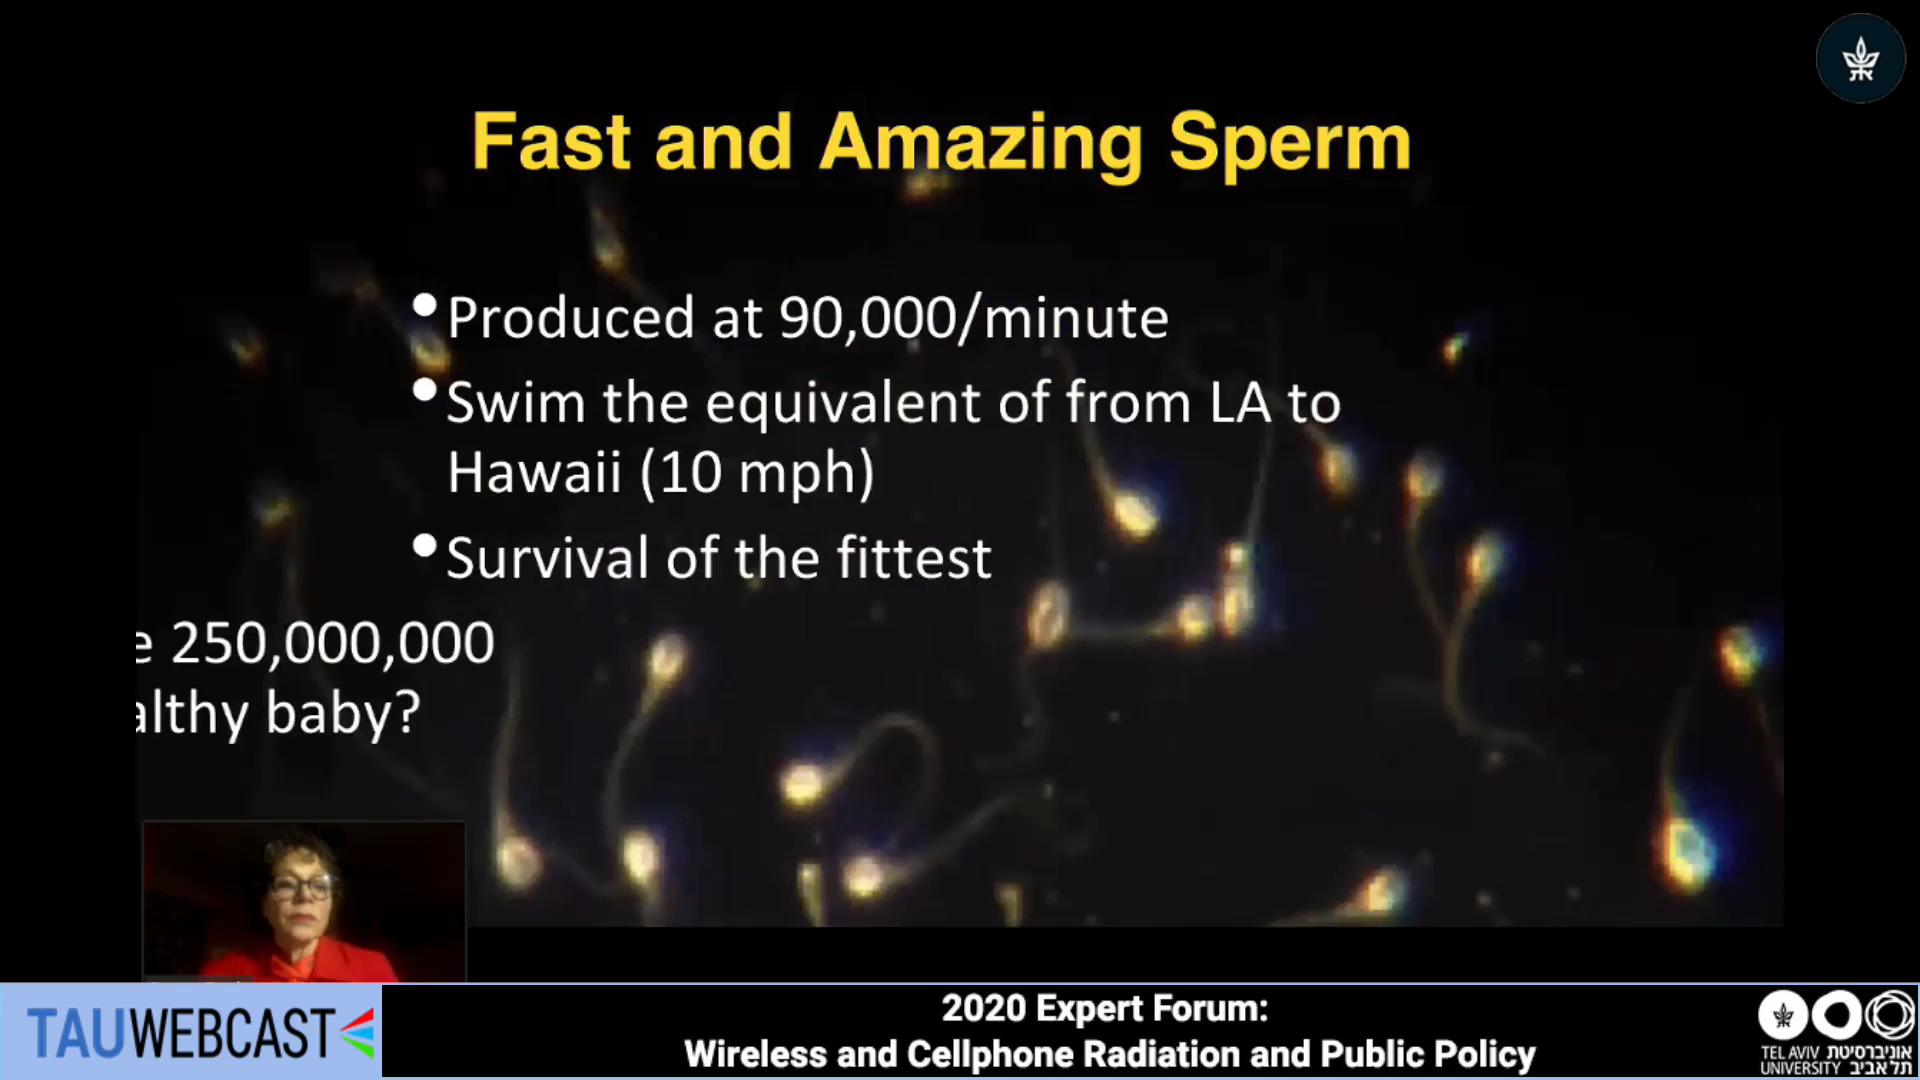 Fast and Amazing Sperm
•Produced at 90,000/minute
•Swim the equivalent of from LA to
Hawaii (10 mph)
•Survival of the fittest
e 250,000,000
althy baby?
TAUWEBCAST
2020 Expert Forum:
Wireless and Cellphone Radiation and Public Policy
TEL AVIV אוניברסיטת
UNIVERSITY תל אביב